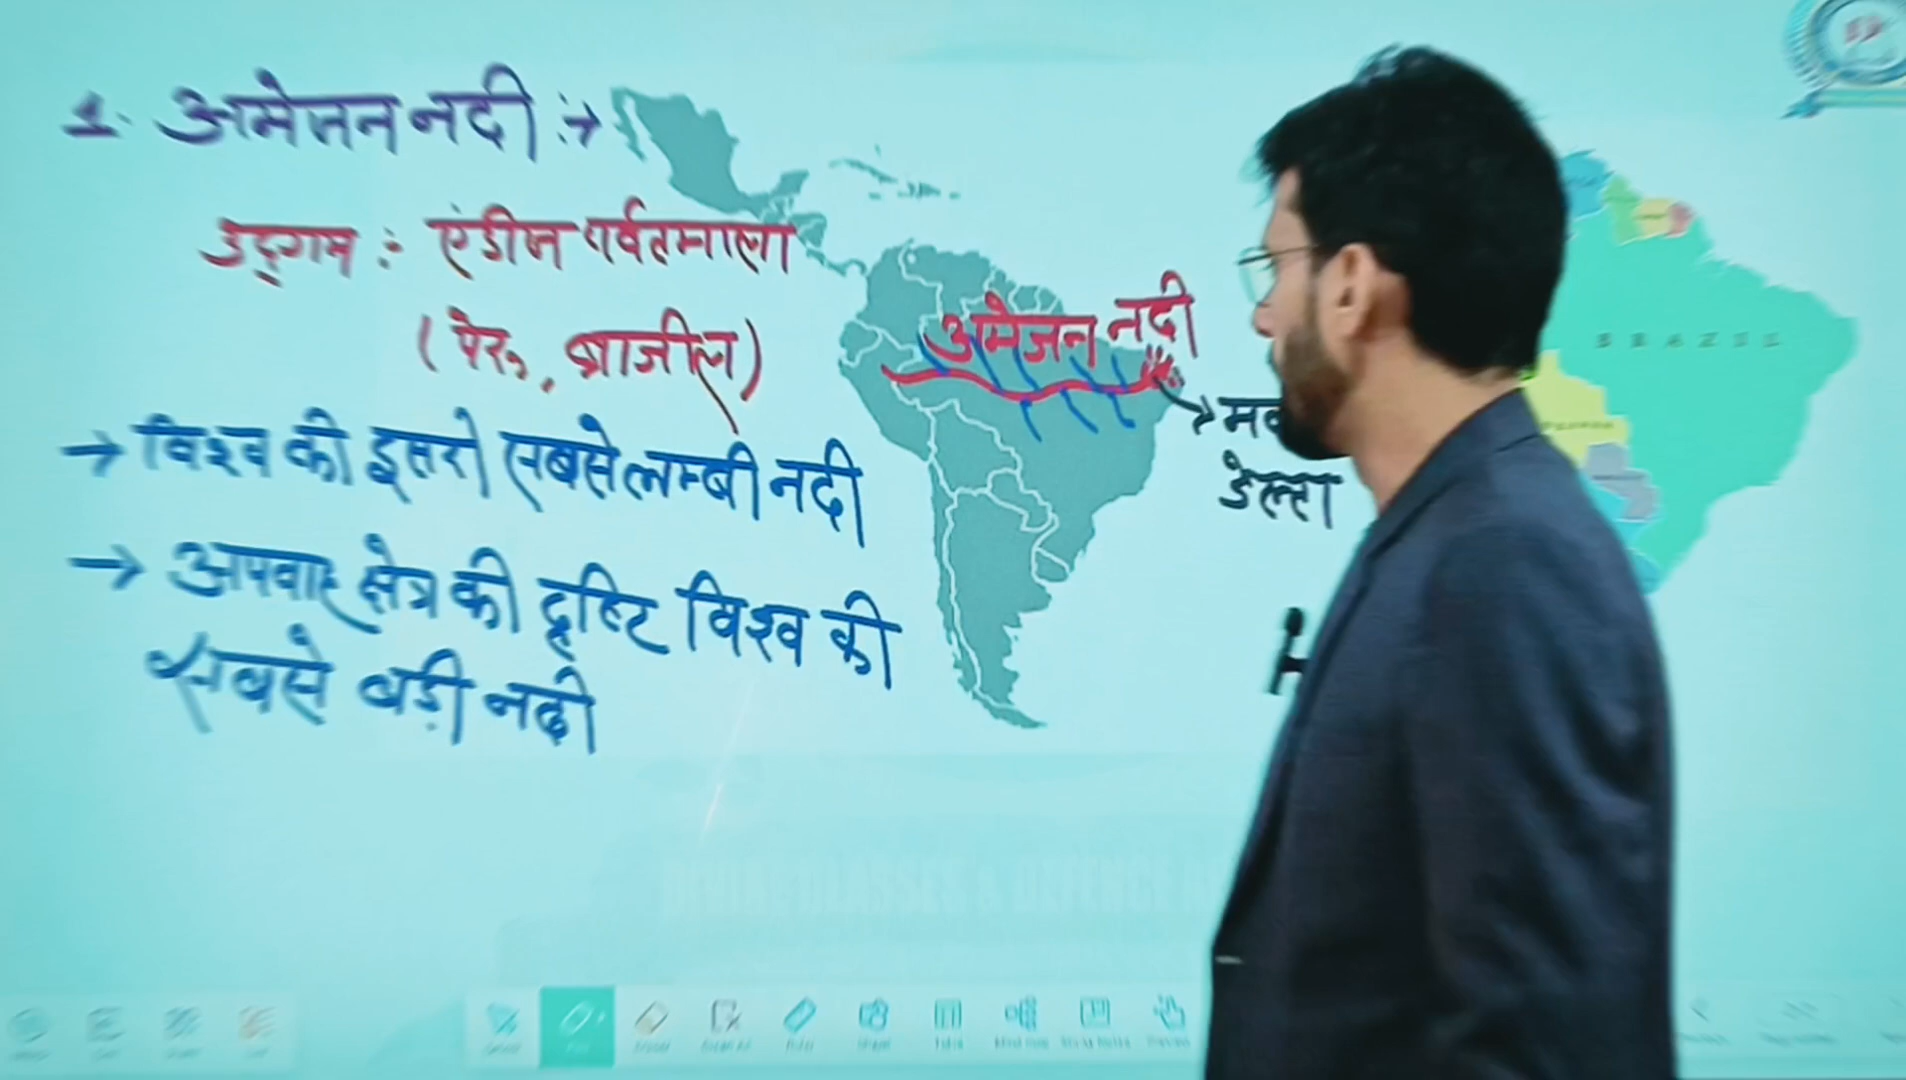 1. अमेजन नदी :→
उद्गम :- एंडीज पर्वतमाला
(पेरू, ब्राजील)
→ विश्व की दूसरी सबसे लम्बी नदी
→ अपवाह क्षेत्र की दृष्टि विश्व की
सबसे बड़ी नदी
अमेजन नदी
डेल्टा
BRAZIL